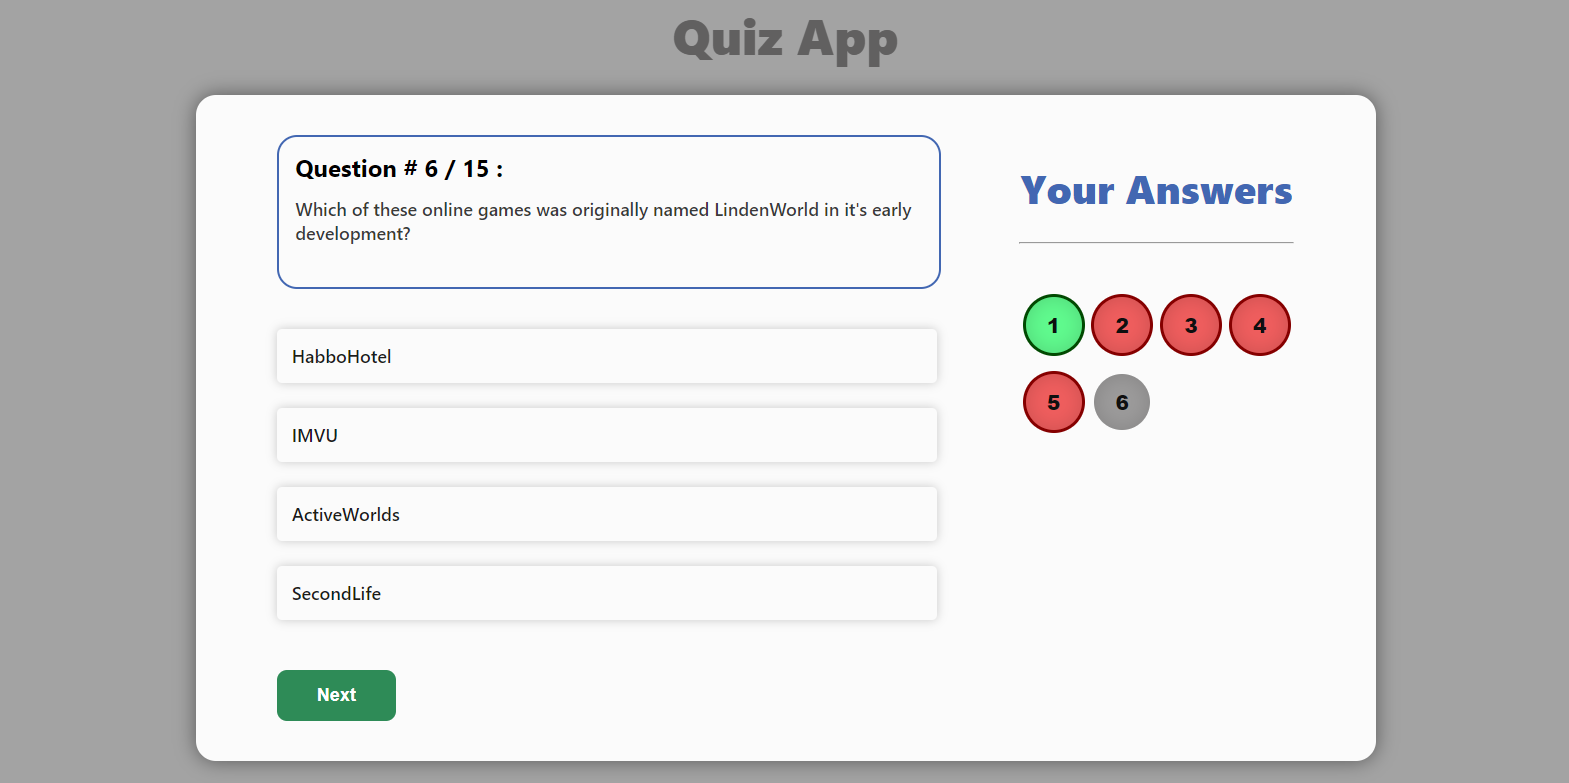 Quiz App
Question # 6 / 15 :
Which of these online games was originally named LindenWorld in it's early
development?
HabboHotel
IMVU
ActiveWorlds
SecondLife
Next
Your Answers
1 2 3 4
5 6